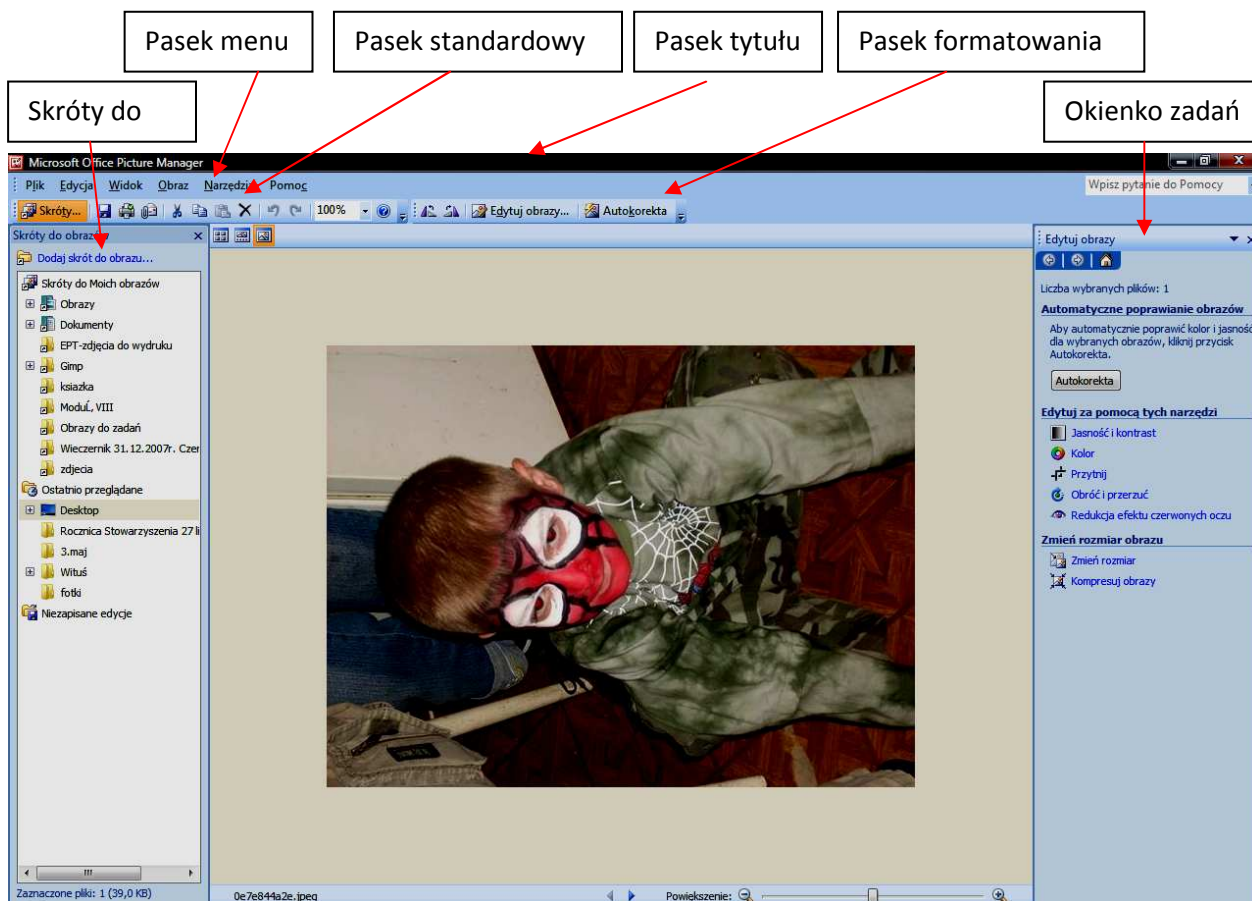 Pasek menu
Pasek standardowy
Pasek tytułu
Pasek formatowania
Skróty do
Okienko zadań
Microsoft Office Picture Manager
Plik Edycja Widok Obraz Narzędzia Pomoc
Wpisz pytanie do Pomocy
Skróty... 100% Edytuj obrazy... Autokorekta
Skróty do obrazów
Dodaj skrót do obrazu...
Skróty do Moich obrazów
Obrazy
Dokumenty
EPT-zdjęcia do wydruku
Gimp
ksiazka
ModuĹ‚ VIII
Obrazy do zadań
Wieczernik 31.12.2007r. Czer
zdjecia
Ostatnio przeglądane
Desktop
Rocznica Stowarzyszenia 27 li
3.maj
Wituś
fotki
Niezapisane edycje
Zaznaczone pliki: 1 (39,0 KB)
0e7e844a2e.jpeg
Powiększenie:
Edytuj obrazy
Liczba wybranych plików: 1
Automatyczne poprawianie obrazów
Aby automatycznie poprawić kolor i jasność
dla wybranych obrazów, kliknij przycisk
Autokorekta.
Autokorekta
Edytuj za pomocą tych narzędzi
Jasność i kontrast
Kolor
Przytnij
Obróć i przerzuć
Redukcja efektu czerwonych oczu
Zmień rozmiar obrazu
Zmień rozmiar
Kompresuj obrazy